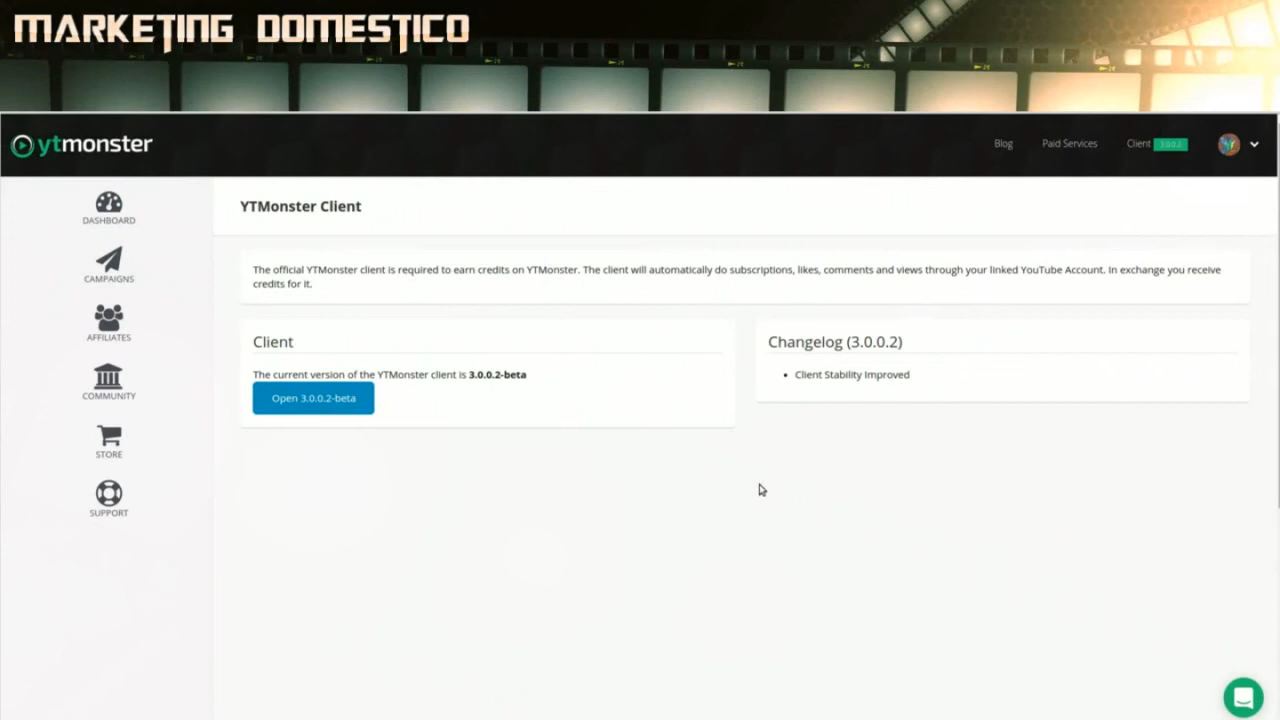 MARKETING DOMESTICO
ytmonster
Blog
Paid Services
Client 3.0.0.2
DASHBOARD
CAMPAIGNS
AFFILIATES
COMMUNITY
STORE
SUPPORT
YTMonster Client
The official YTMonster client is required to earn credits on YTMonster. The client will automatically do subscriptions, likes, comments and views through your linked YouTube Account. In exchange you receive
credits for it.
Client
The current version of the YTMonster client is 3.0.0.2-beta
Open 3.0.0.2-beta
Changelog (3.0.0.2)
• Client Stability Improved